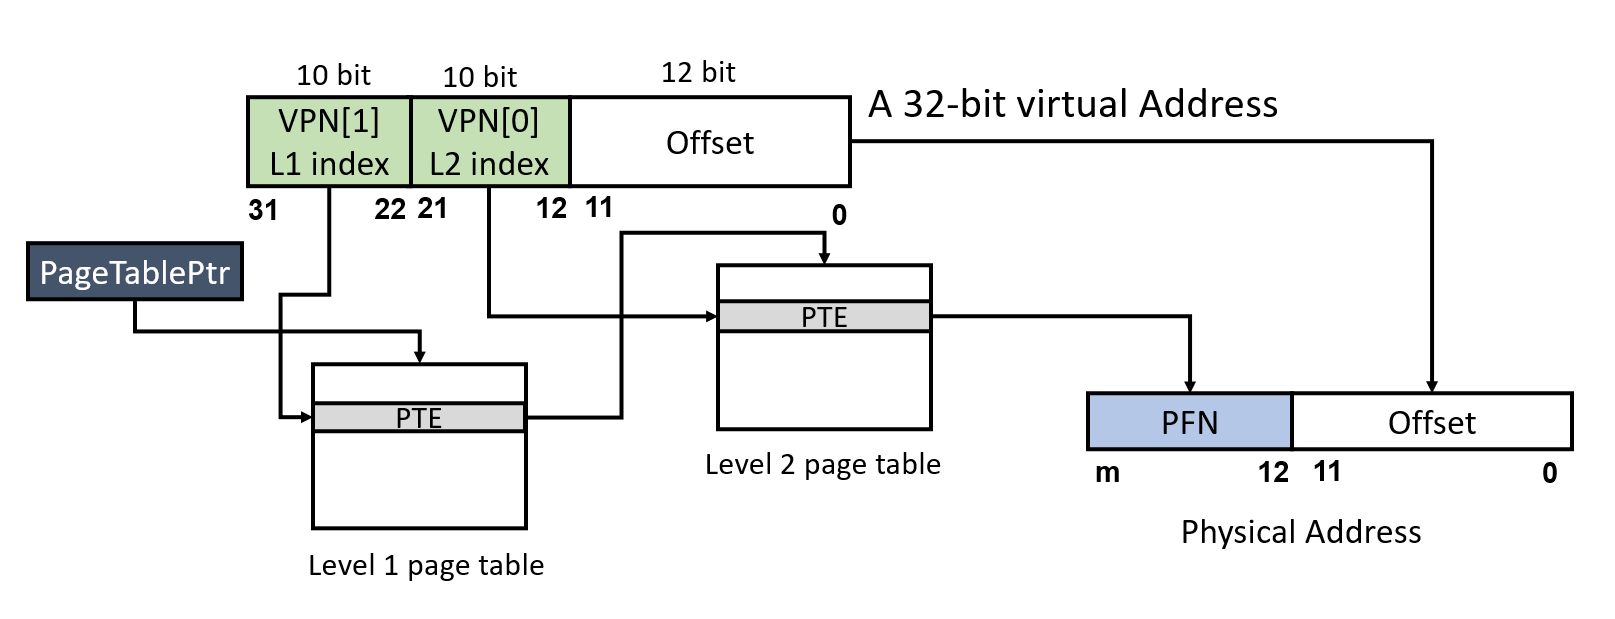 10 bit
10 bit
12 bit
VPN[1]
L1 index
VPN[0]
L2 index
Offset
A 32-bit virtual Address
31
22
21
12
11
0
PageTablePtr
PTE
Level 1 page table
PTE
Level 2 page table
PFN
Offset
m
12
11
0
Physical Address